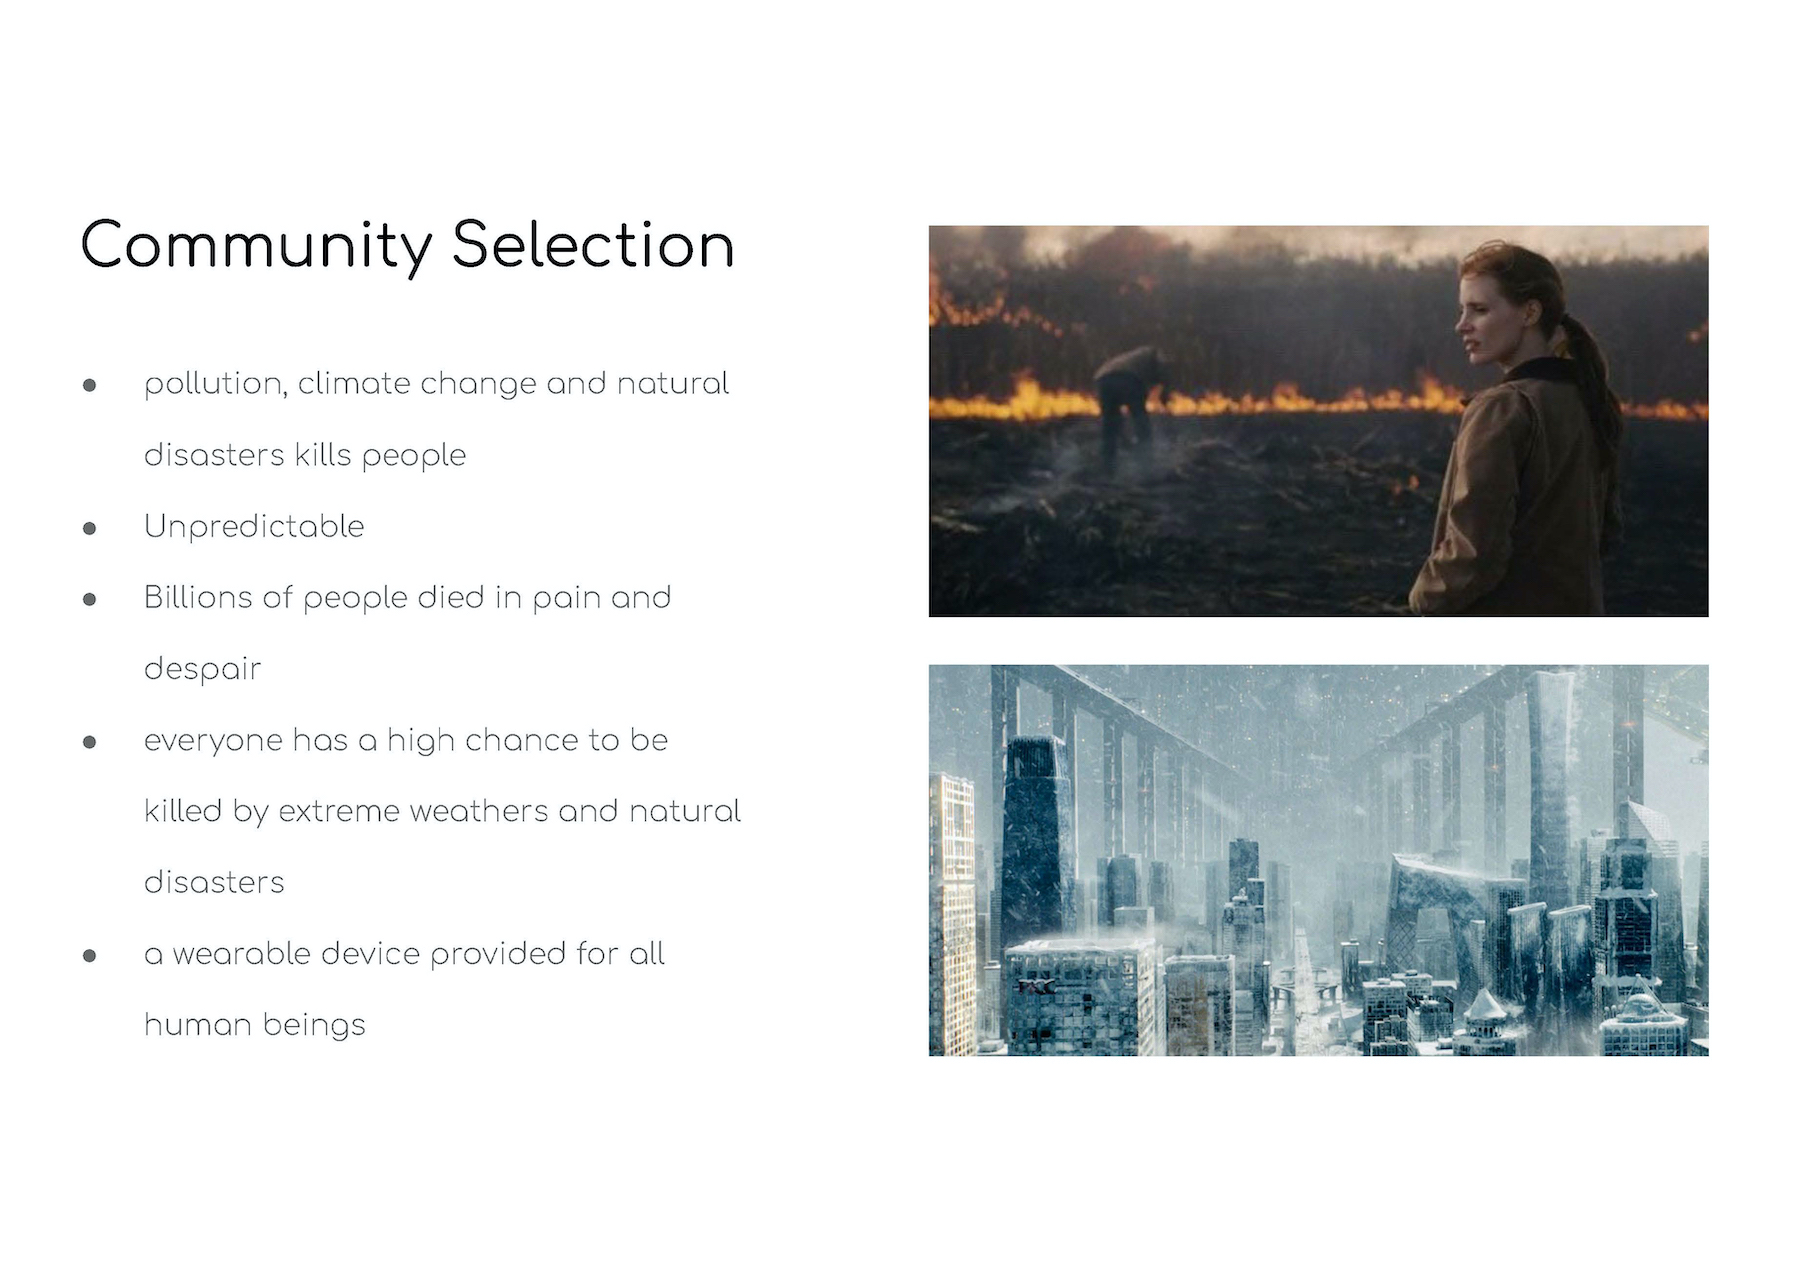 Community Selection
pollution, climate change and natural
disasters kills people
Unpredictable
Billions of people died in pain and
despair
everyone has a high chance to be
killed by extreme weathers and natural
disasters
a wearable device provided for all
human beings